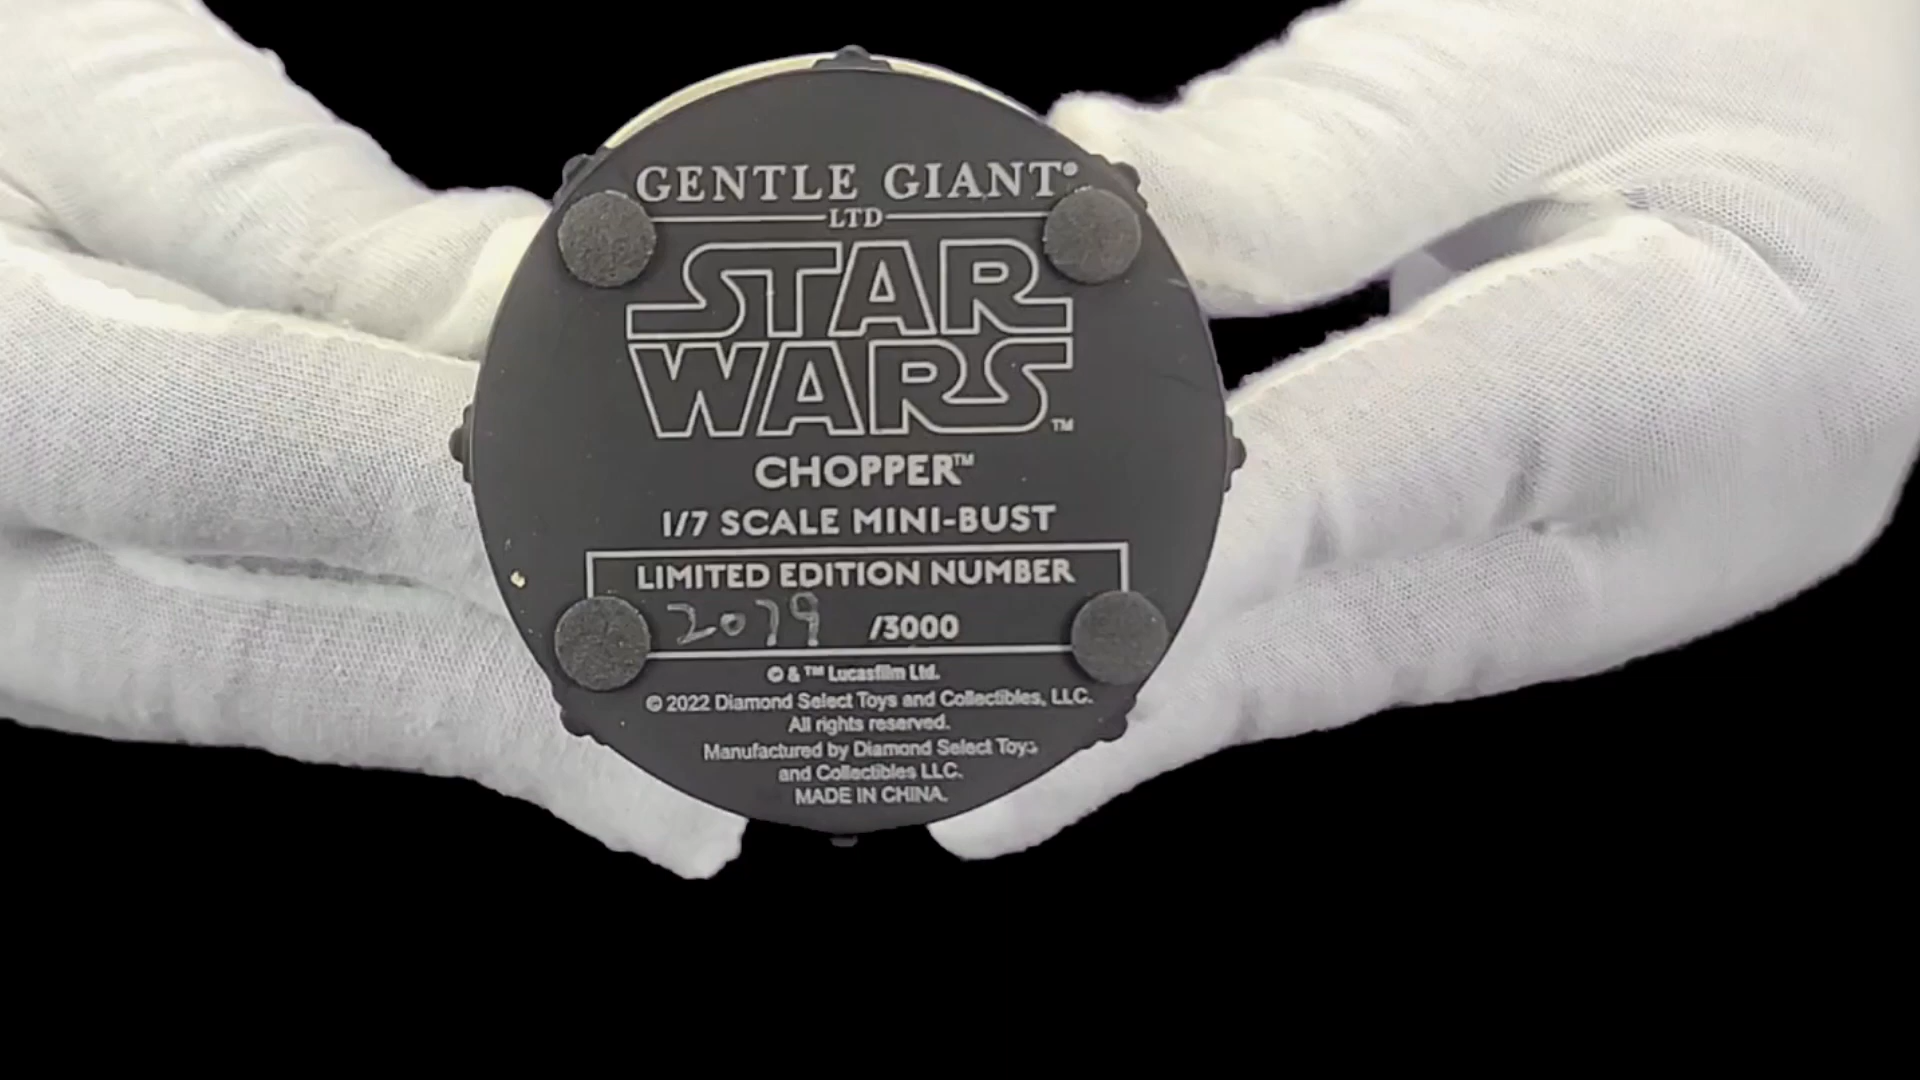 GENTLE GIANT®
LTD
STAR
WARS™
CHOPPER™
1/7 SCALE MINI-BUST
LIMITED EDITION NUMBER
2079 /3000
© & ™ Lucasfilm Ltd.
© 2022 Diamond Select Toys and Collectibles, LLC.
All rights reserved.
Manufactured by Diamond Select Toys
and Collectibles LLC.
MADE IN CHINA.